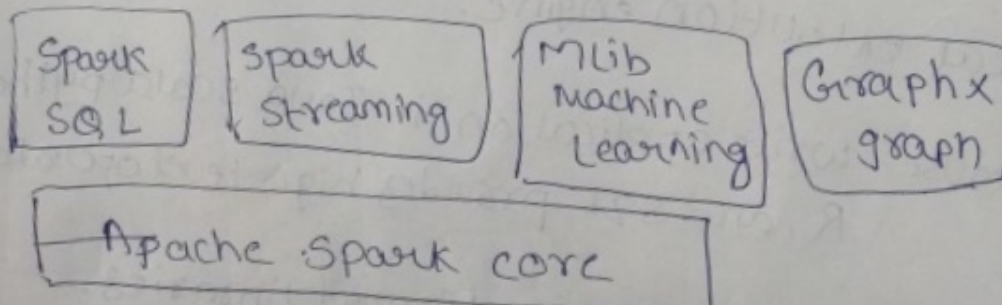 Spark
SQL
Spark
Streaming
MLib
Machine
Learning
Graphx
graph
Apache Spark core